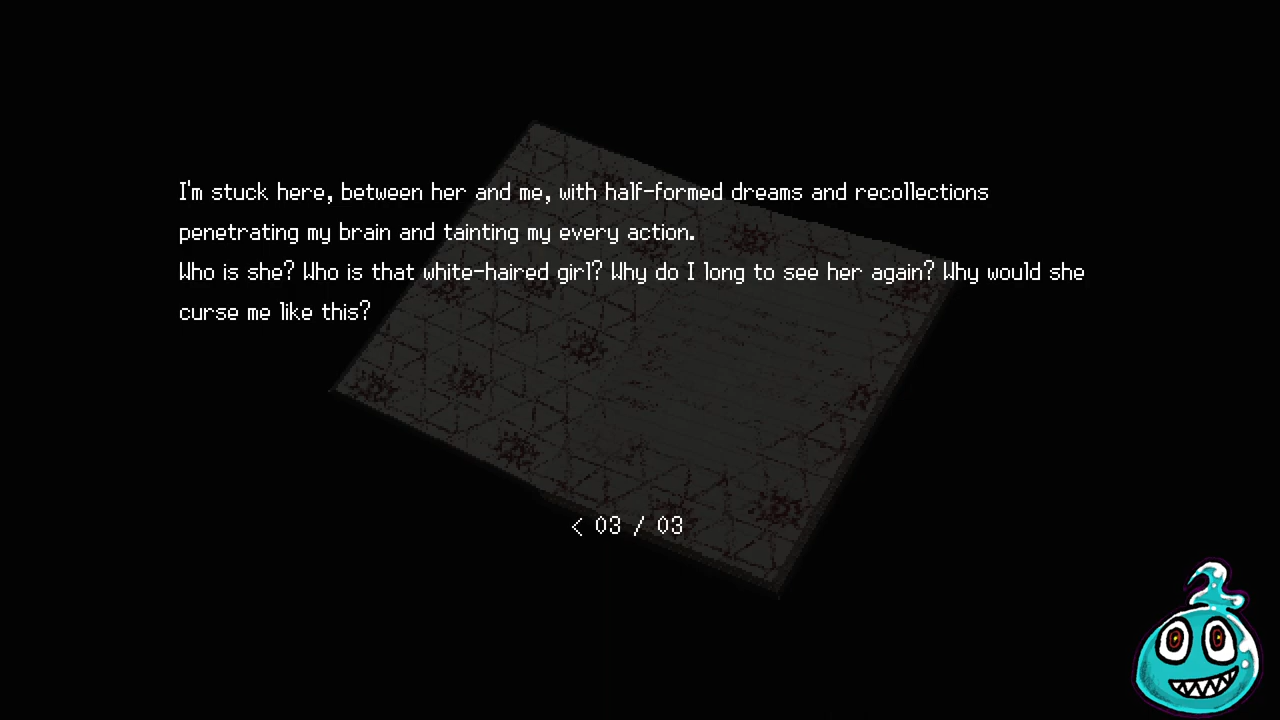 I'm stuck here, between her and me, with half-formed dreams and recollections
penetrating my brain and tainting my every action.
Who is she? Who is that white-haired girl? Why do I long to see her again? Why would she
curse me like this?
< 03 / 03